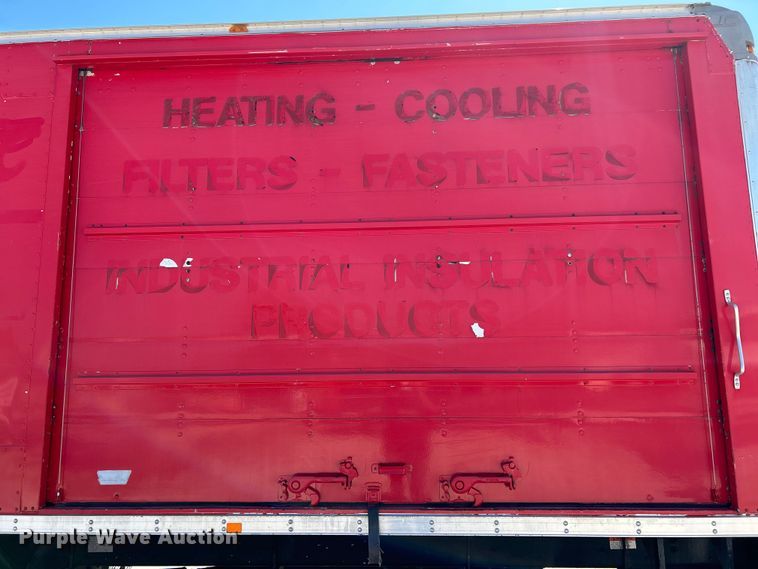 HEATING - COOLING
FILTERS - FASTENERS
INDUSTRIAL INSULATION
PRODUCTS
Purple Wave Auction